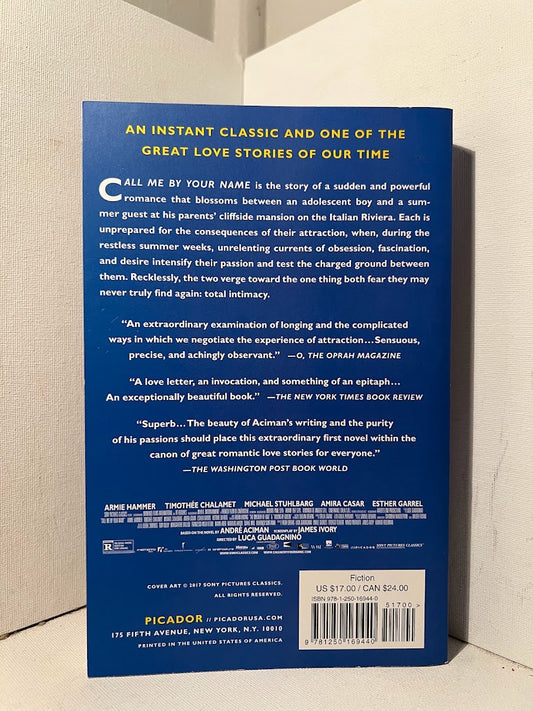 AN INSTANT CLASSIC AND ONE OF THE
GREAT LOVE STORIES OF OUR TIME
CALL ME BY YOUR NAME is the story of a sudden and powerful
romance that blossoms between an adolescent boy and a sum-
mer guest at his parents' cliffside mansion on the Italian Riviera. Each is
unprepared for the consequences of their attraction, when, during the
restless summer weeks, unrelenting currents of obsession, fascination,
and desire intensify their passion and test the charged ground between
them. Recklessly, the two verge toward the one thing both fear they may
never truly find again: total intimacy.
"An extraordinary examination of longing and the complicated
ways in which we negotiate the experience of attraction...Sensuous,
precise, and achingly observant." —O, THE OPRAH MAGAZINE
"A love letter, an invocation, and something of an epitaph...
An exceptionally beautiful book." —THE NEW YORK TIMES BOOK REVIEW
"Superb...The beauty of Aciman's writing and the purity
of his passions should place this extraordinary first novel within the
canon of great romantic love stories for everyone."
—THE WASHINGTON POST BOOK WORLD
ARMIE HAMMER TIMOTHÉE CHALAMET MICHAEL STUHLBARG AMIRA CASAR ESTHER GARREL
BASED ON THE NOVEL BY ANDRÉ ACIMAN SCREENPLAY BY JAMES IVORY
DIRECTED BY LUCA GUADAGNINO
R
SONY PICTURES CLASSICS
COVER ART © 2017 SONY PICTURES CLASSICS.
ALL RIGHTS RESERVED.
PICADOR // PICADORUSA.COM
175 FIFTH AVENUE, NEW YORK, N.Y. 10010
PRINTED IN THE UNITED STATES OF AMERICA
Fiction
US $17.00 / CAN $24.00
ISBN 978-1-250-16944-0
51700>
9 781250 169440